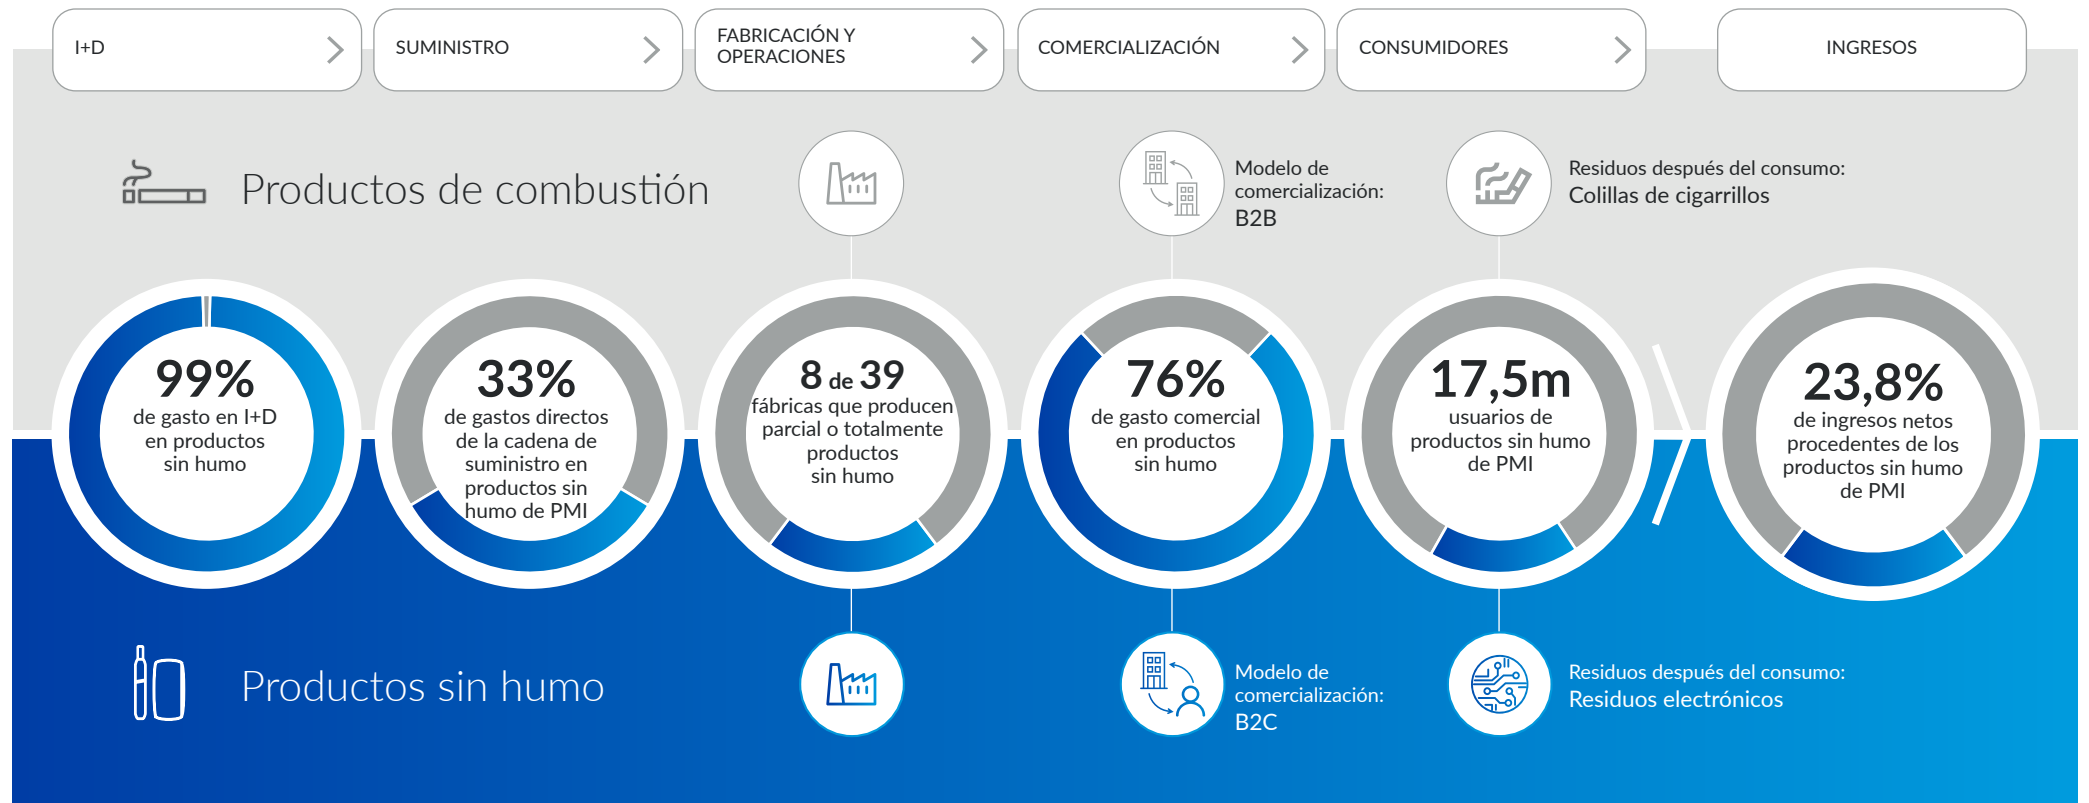 I+D
SUMINISTRO
FABRICACIÓN Y
OPERACIONES
COMERCIALIZACIÓN
CONSUMIDORES
INGRESOS
Productos de combustión
Modelo de
comercialización:
B2B
Residuos después del consumo:
Colillas de cigarrillos
99%
de gasto en I+D
en productos
sin humo
33%
de gastos directos
de la cadena de
suministro en
productos sin
humo de PMI
8 de 39
fábricas que producen
parcial o totalmente
productos
sin humo
76%
de gasto comercial
en productos
sin humo
17,5m
usuarios de
productos sin humo
de PMI
23,8%
de ingresos netos
procedentes de los
productos sin humo
de PMI
Productos sin humo
Modelo de
comercialización:
B2C
Residuos después del consumo:
Residuos electrónicos